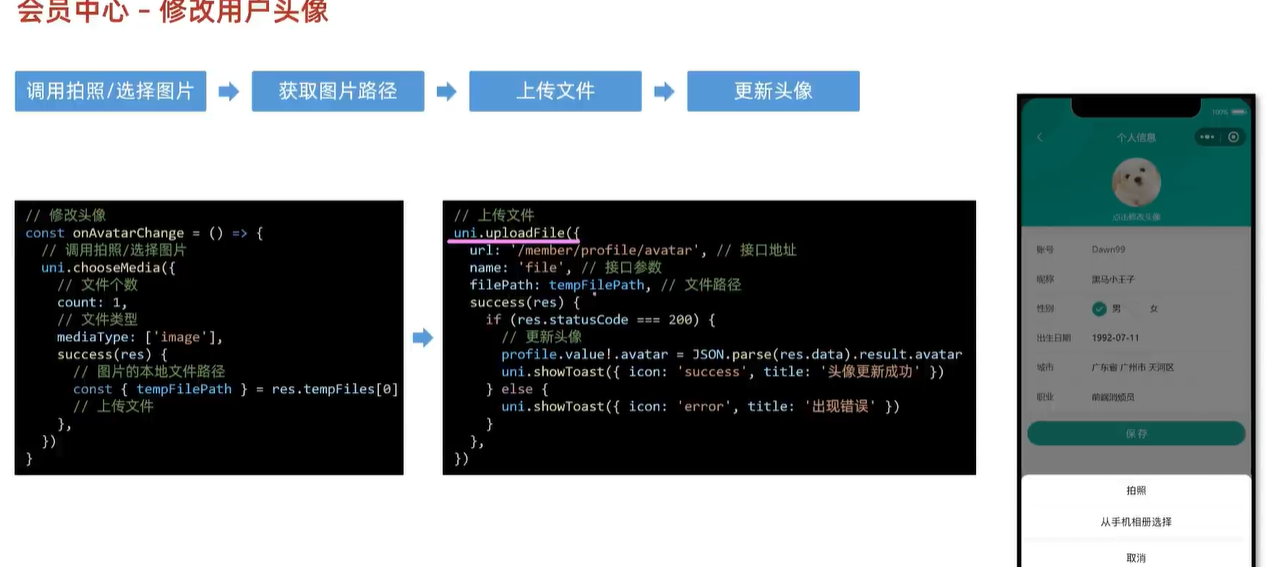 会员中心 - 修改用户头像
调用拍照/选择图片
获取图片路径
上传文件
更新头像
// 修改头像
const onAvatarChange = () => {
// 调用拍照/选择图片
uni.chooseMedia({
// 文件个数
count: 1,
// 文件类型
mediaType: ['image'],
success(res) {
// 图片的本地文件路径
const { tempFilePath } = res.tempFiles[0]
// 上传文件
},
})
}
// 上传文件
uni.uploadFile({
url: '/member/profile/avatar', // 接口地址
name: 'file', // 接口参数
filePath: tempFilePath, // 文件路径
success(res) {
if (res.statusCode === 200) {
// 更新头像
profile.value!.avatar = JSON.parse(res.data).result.avatar
uni.showToast({ icon: 'success', title: '头像更新成功' })
} else {
uni.showToast({ icon: 'error', title: '出现错误' })
}
},
})
100%
个人信息
点击修改头像
账号 Dawn99
昵称 黑马小王子
性别 男 女
出生日期 1992-07-11
城市 广东省 广州市 天河区
职业
保存
拍照
从手机相册选择
取消